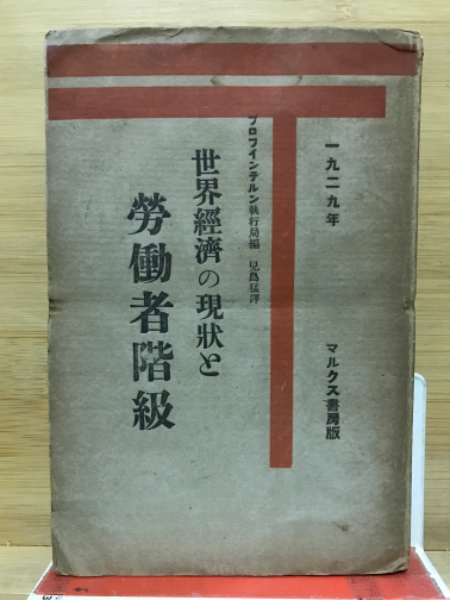 一九二九年 マルクス書房版
プロフインテルン執行局編 児島猛譯
世界經濟の現狀と
勞働者階級